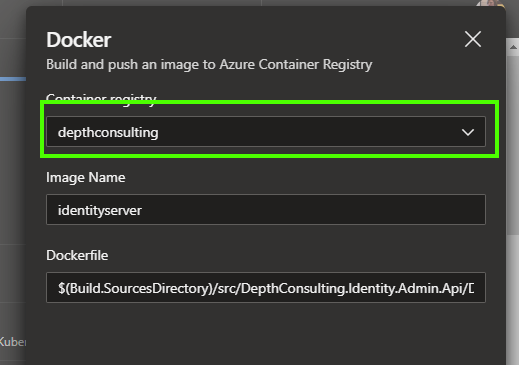 Docker
Build and push an image to Azure Container Registry
Container registry
depthconsulting
Image Name
identityserver
Dockerfile
$(Build.SourcesDirectory)/src/DepthConsulting.Identity.Admin.Api/D
Kuber